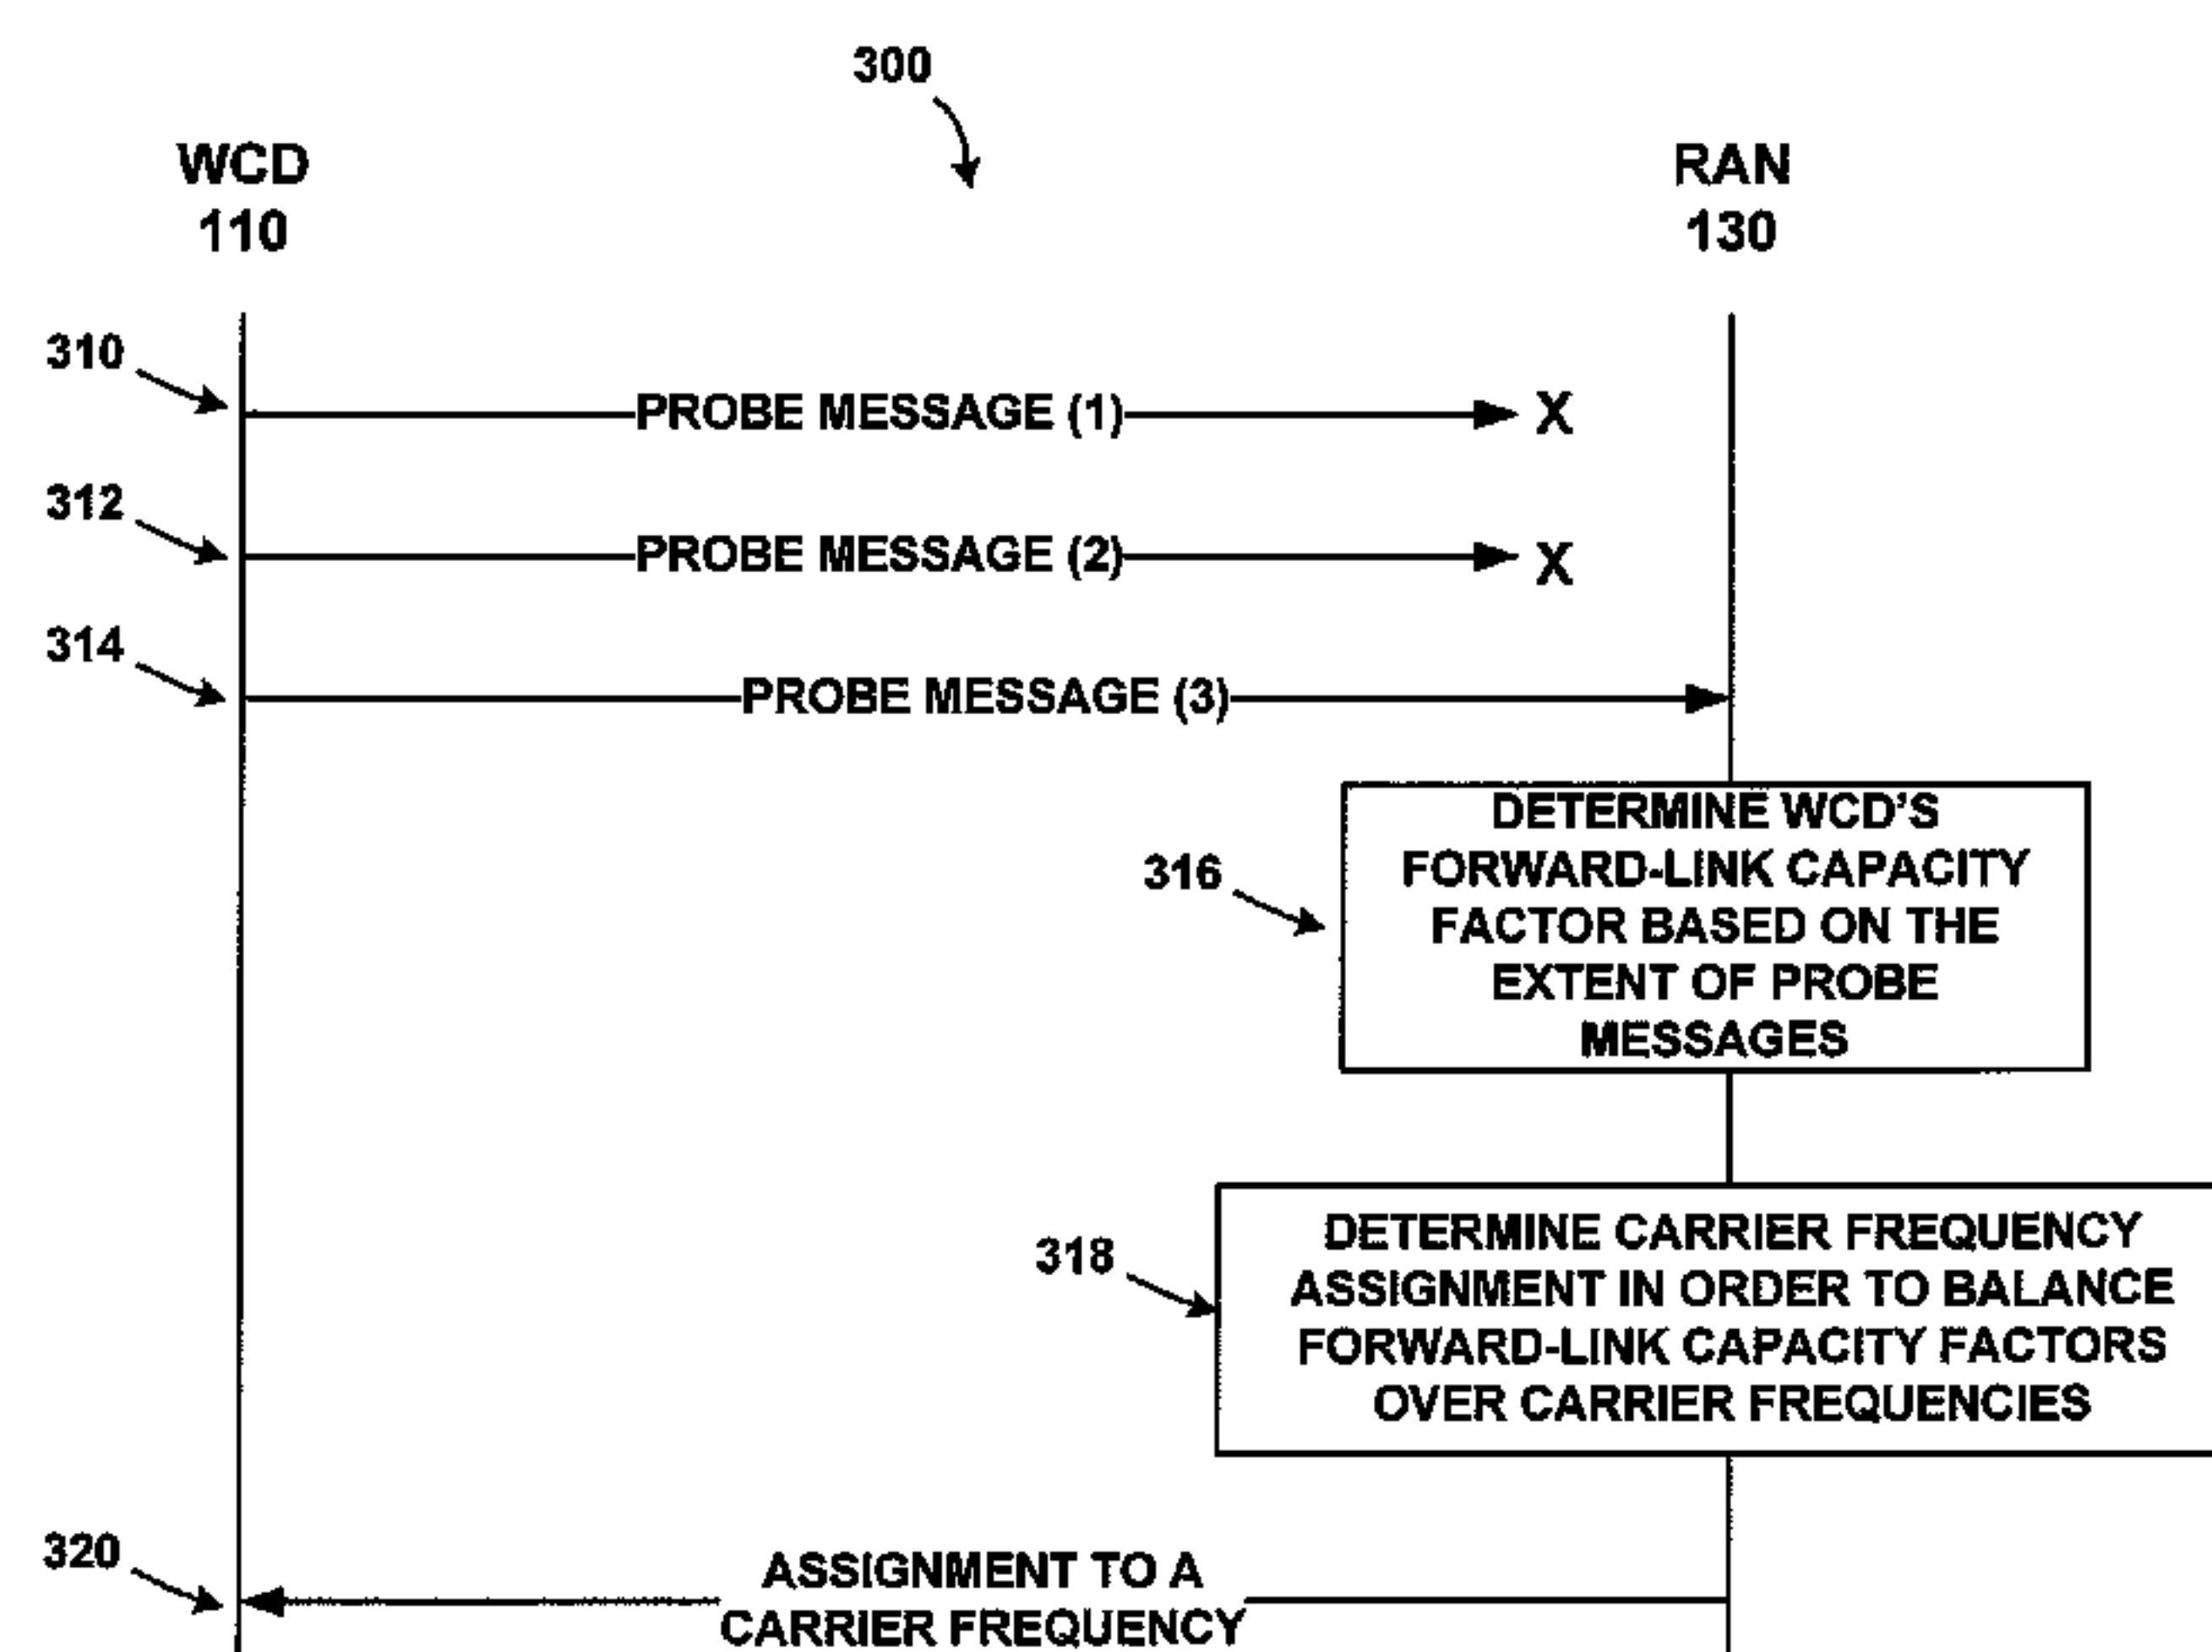 300
WCD
110
RAN
130
310
PROBE MESSAGE (1)
X
312
PROBE MESSAGE (2)
X
314
PROBE MESSAGE (3)
316
DETERMINE WCD'S
FORWARD-LINK CAPACITY
FACTOR BASED ON THE
EXTENT OF PROBE
MESSAGES
318
DETERMINE CARRIER FREQUENCY
ASSIGNMENT IN ORDER TO BALANCE
FORWARD-LINK CAPACITY FACTORS
OVER CARRIER FREQUENCIES
320
ASSIGNMENT TO A
CARRIER FREQUENCY